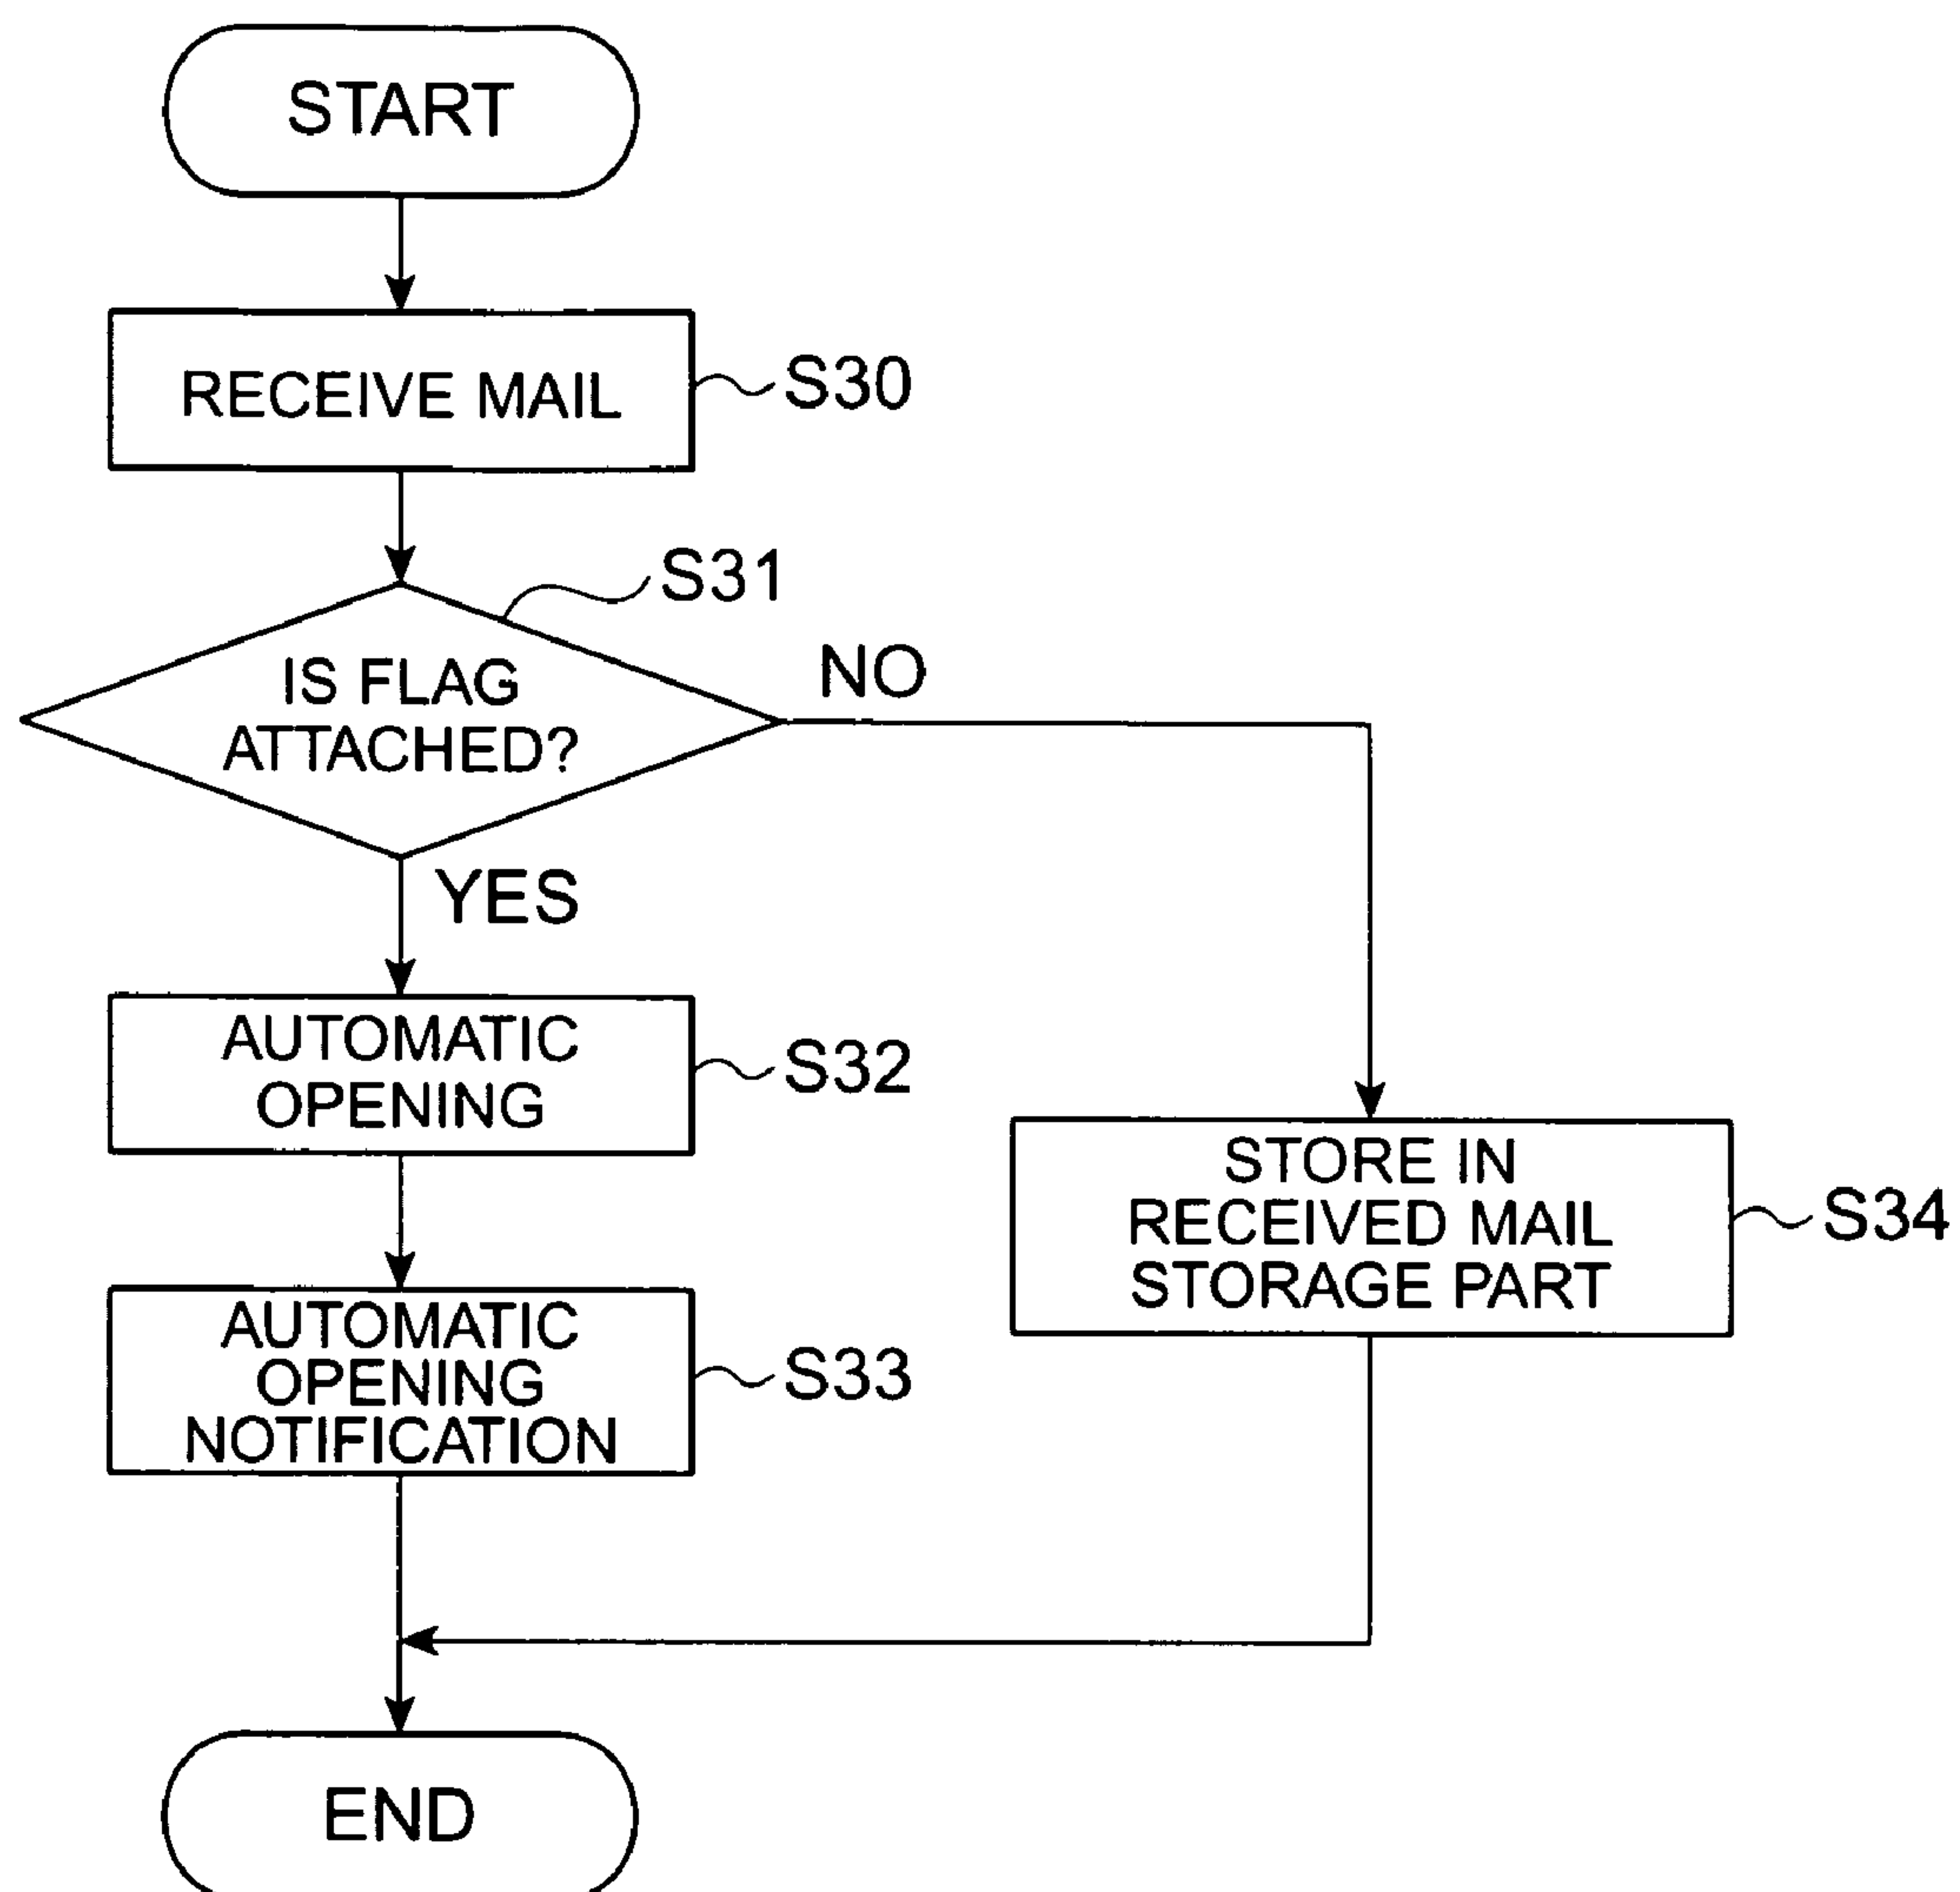 START
RECEIVE MAIL
S30
S31
IS FLAG
ATTACHED?
NO
YES
AUTOMATIC
OPENING
S32
STORE IN
RECEIVED MAIL
STORAGE PART
S34
AUTOMATIC
OPENING
NOTIFICATION
S33
END